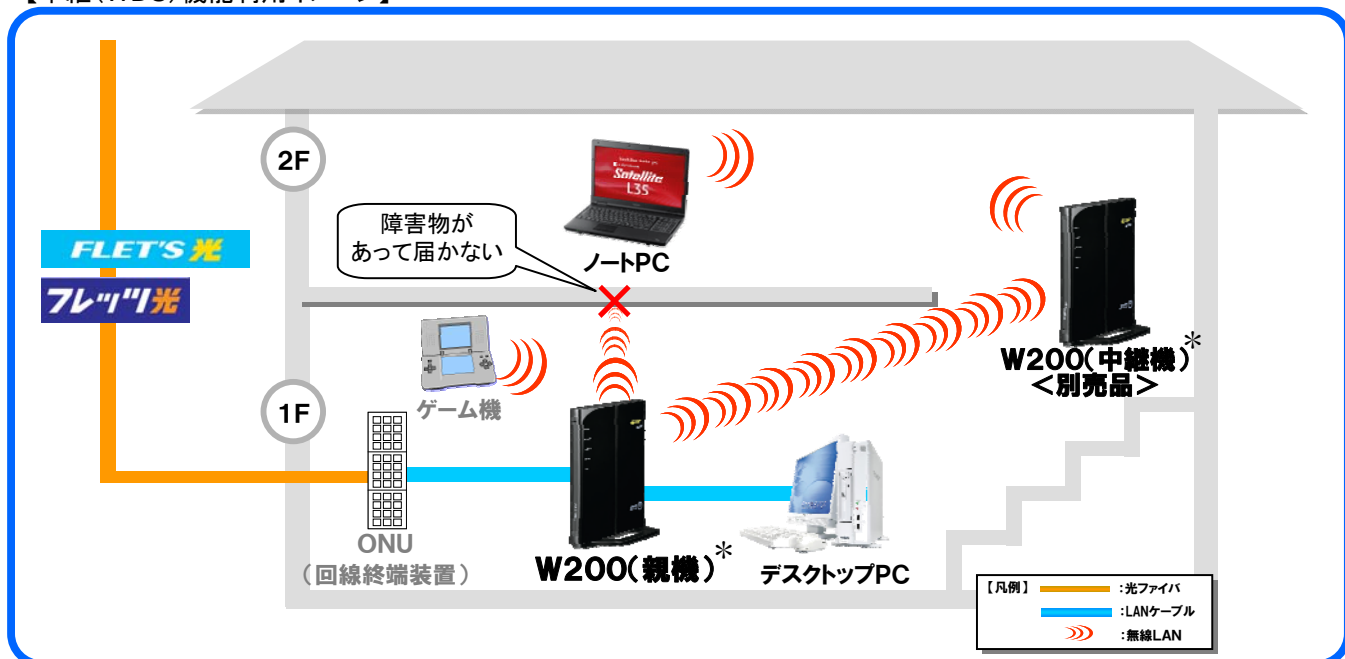 2F
Satellite
L35
障害物が
あって届かない
ノートPC
FLET'S光
フレッツ光
W200(中継機)*
<別売品>
1F
ゲーム機
ONU
(回線終端装置)
W200(親機)*
デスクトップPC
【凡例】
:光ファイバ
:LANケーブル
:無線LAN